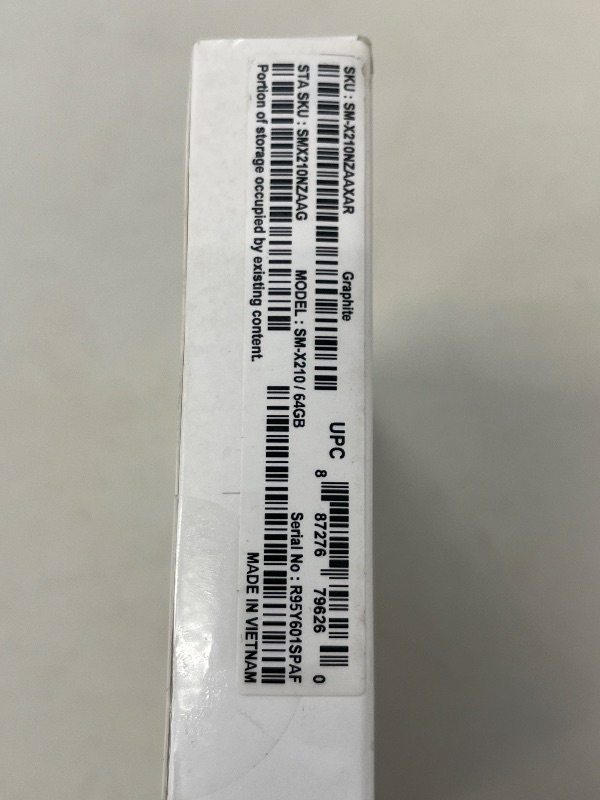 SKU : SM-X210NZAAXAR
Graphite
UPC
8 87276 79626 0
STA SKU : SMX210NZAAG
MODEL : SM-X210 / 64GB
Serial No : R95Y601SPAF
Portion of storage occupied by existing content.
MADE IN VIETNAM